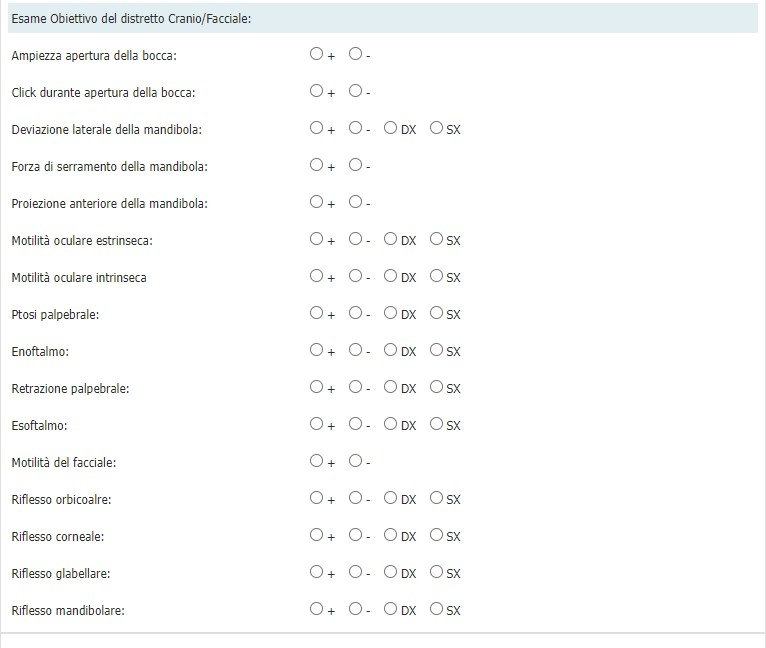 Esame Obiettivo del distretto Cranio/Facciale:
Ampiezza apertura della bocca: + -
Click durante apertura della bocca: + -
Deviazione laterale della mandibola: + - DX SX
Forza di serramento della mandibola: + -
Proiezione anteriore della mandibola: + -
Motilità oculare estrinseca: + - DX SX
Motilità oculare intrinseca + - DX SX
Ptosi palpebrale: + - DX SX
Enoftalmo: + - DX SX
Retrazione palpebrale: + - DX SX
Esoftalmo: + - DX SX
Motilità del facciale: + -
Riflesso orbicoalre: + - DX SX
Riflesso corneale: + - DX SX
Riflesso glabellare: + - DX SX
Riflesso mandibolare: + - DX SX